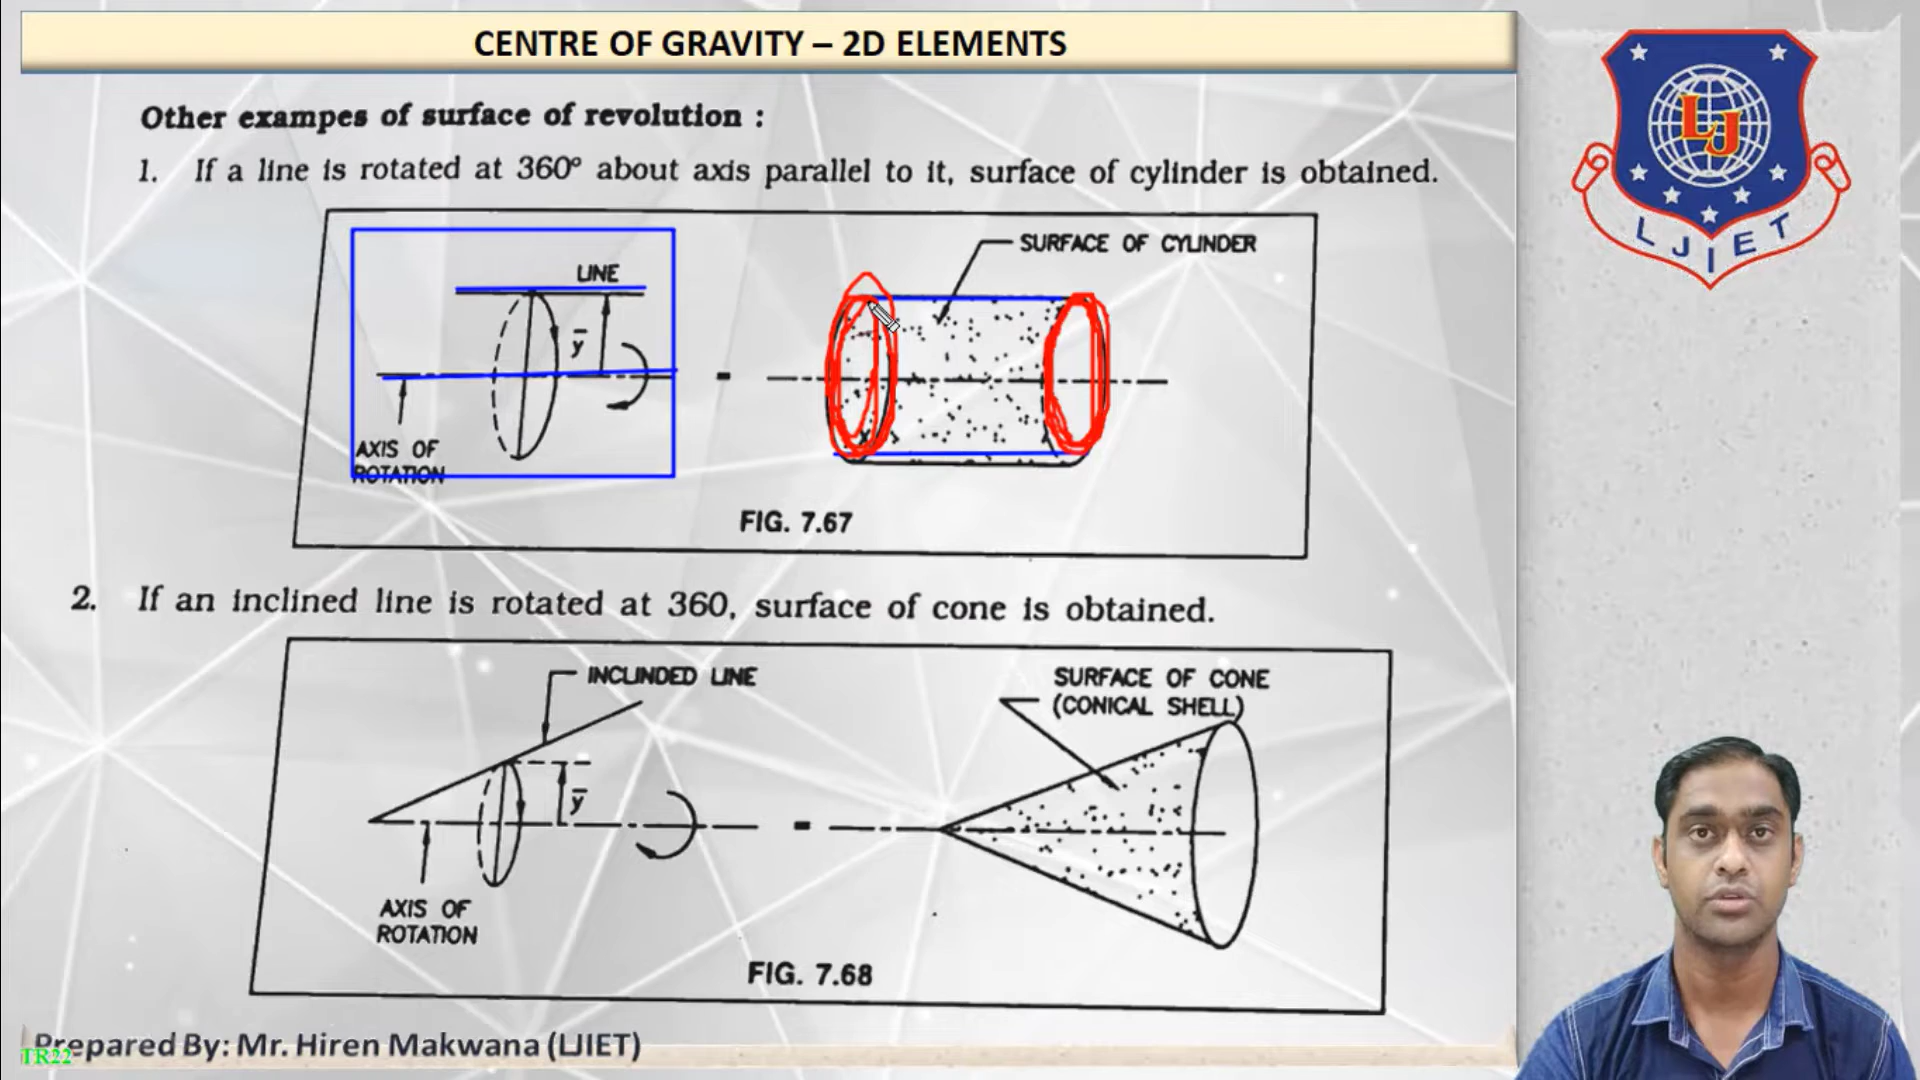 CENTRE OF GRAVITY – 2D ELEMENTS
Other exampes of surface of revolution :
1. If a line is rotated at 360° about axis parallel to it, surface of cylinder is obtained.
LINE
y̅
AXIS OF
ROTATION
SURFACE OF CYLINDER
FIG. 7.67
2. If an inclined line is rotated at 360, surface of cone is obtained.
INCLINDED LINE
y̅
AXIS OF
ROTATION
SURFACE OF CONE
(CONICAL SHELL)
FIG. 7.68
Prepared By: Mr. Hiren Makwana (LJIET)
TR22
LJ
LJIET